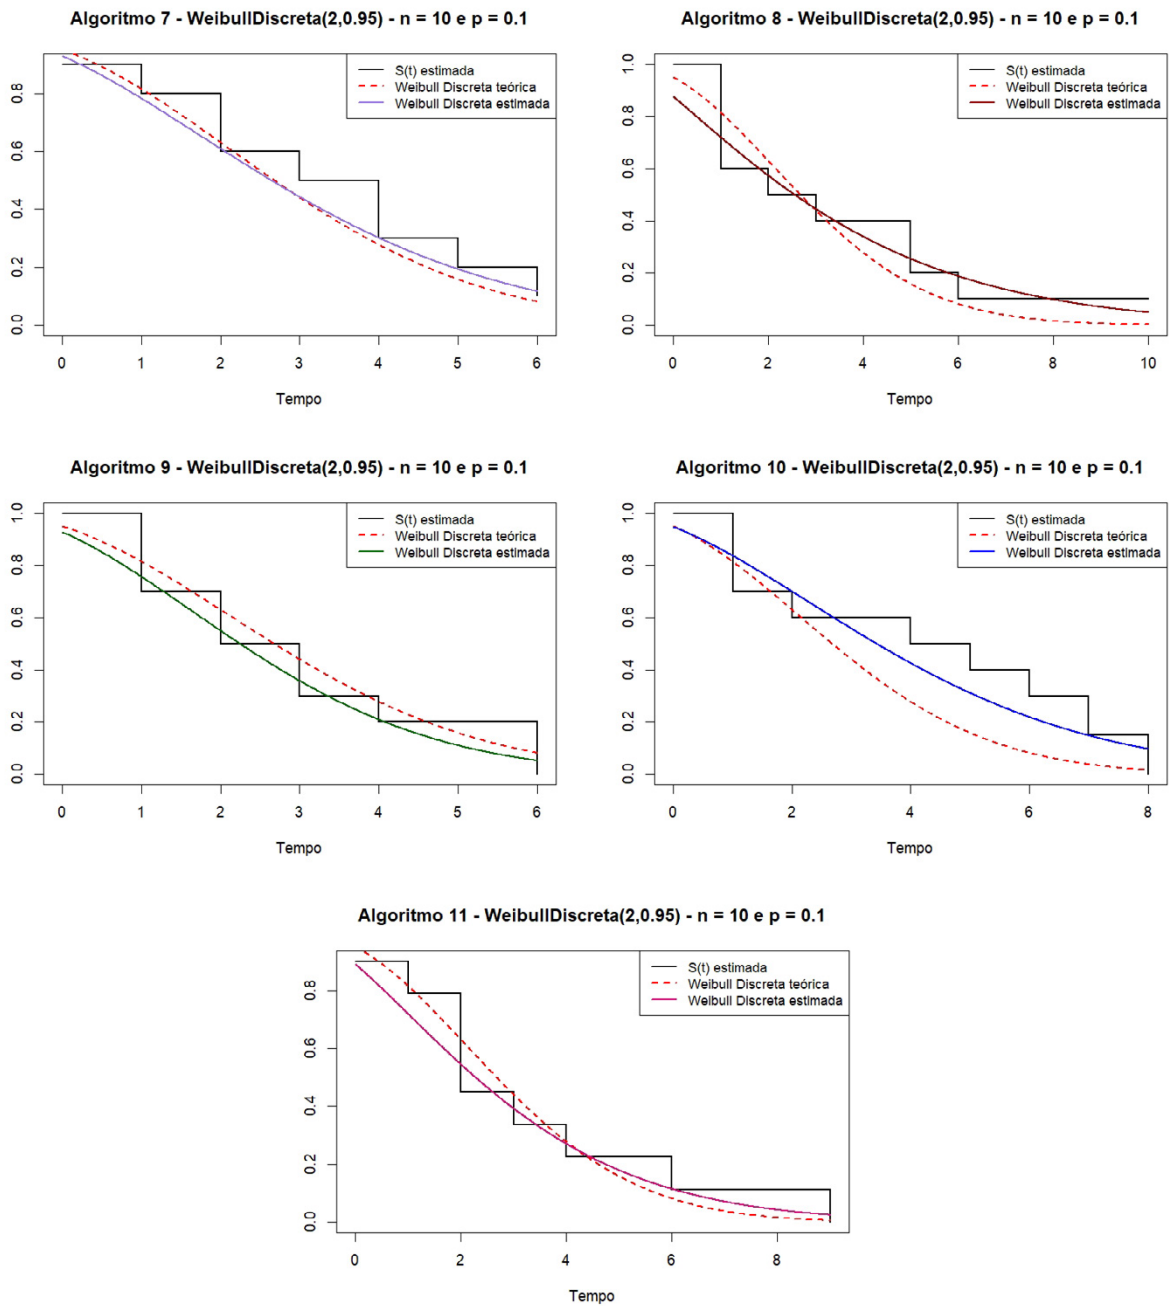 Algoritmo 7 - WeibullDiscreta(2,0.95) - n = 10 e p = 0.1
S(t) estimada
Weibull Discreta teórica
Weibull Discreta estimada
0.8
0.6
0.4
0.2
0.0
0 1 2 3 4 5 6
Tempo
Algoritmo 8 - WeibullDiscreta(2,0.95) - n = 10 e p = 0.1
S(t) estimada
Weibull Discreta teórica
Weibull Discreta estimada
1.0
0.8
0.6
0.4
0.2
0.0
0 2 4 6 8 10
Tempo
Algoritmo 9 - WeibullDiscreta(2,0.95) - n = 10 e p = 0.1
S(t) estimada
Weibull Discreta teórica
Weibull Discreta estimada
1.0
0.8
0.6
0.4
0.2
0.0
0 1 2 3 4 5 6
Tempo
Algoritmo 10 - WeibullDiscreta(2,0.95) - n = 10 e p = 0.1
S(t) estimada
Weibull Discreta teórica
Weibull Discreta estimada
1.0
0.8
0.6
0.4
0.2
0.0
0 2 4 6 8
Tempo
Algoritmo 11 - WeibullDiscreta(2,0.95) - n = 10 e p = 0.1
S(t) estimada
Weibull Discreta teórica
Weibull Discreta estimada
0.8
0.6
0.4
0.2
0.0
0 2 4 6 8
Tempo